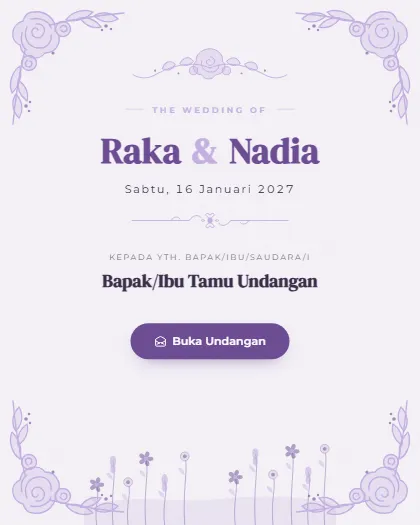 THE WEDDING OF
Raka & Nadia
Sabtu, 16 Januari 2027
KEPADA YTH. BAPAK/IBU/SAUDARA/I
Bapak/Ibu Tamu Undangan
Buka Undangan